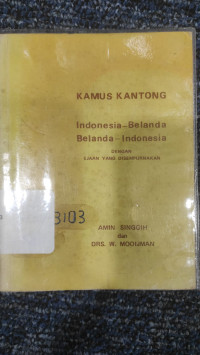 KAMUS KANTONG
Indonesia-Belanda
Belanda-Indonesia
DENGAN
EJAAN YANG DISEMPURNAKAN
3103
AMIN SINGGIH
dan
DRS. W. MOOIJMAN